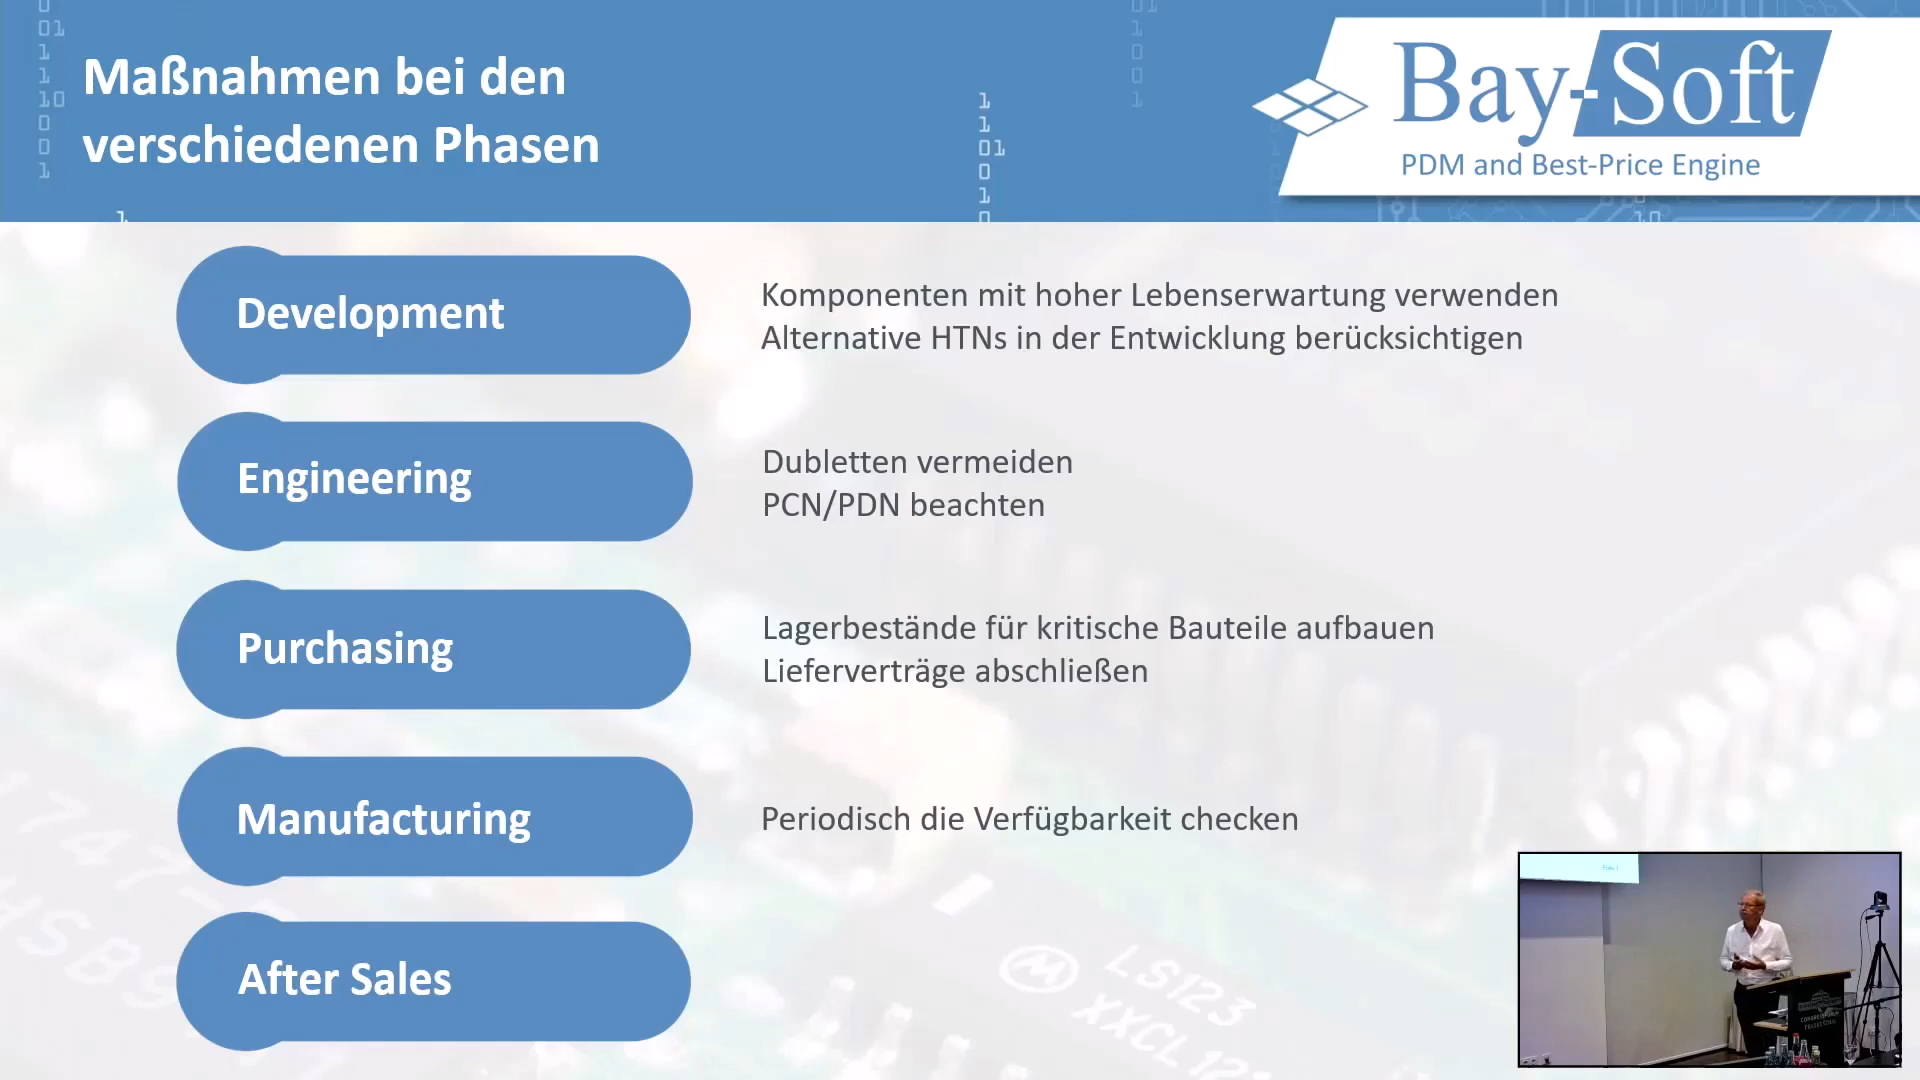 Maßnahmen bei den
verschiedenen Phasen
Bay-Soft
PDM and Best-Price Engine
Development
Komponenten mit hoher Lebenserwartung verwenden
Alternative HTNs in der Entwicklung berücksichtigen
Engineering
Dubletten vermeiden
PCN/PDN beachten
Purchasing
Lagerbestände für kritische Bauteile aufbauen
Lieferverträge abschließen
Manufacturing
Periodisch die Verfügbarkeit checken
After Sales
LS123